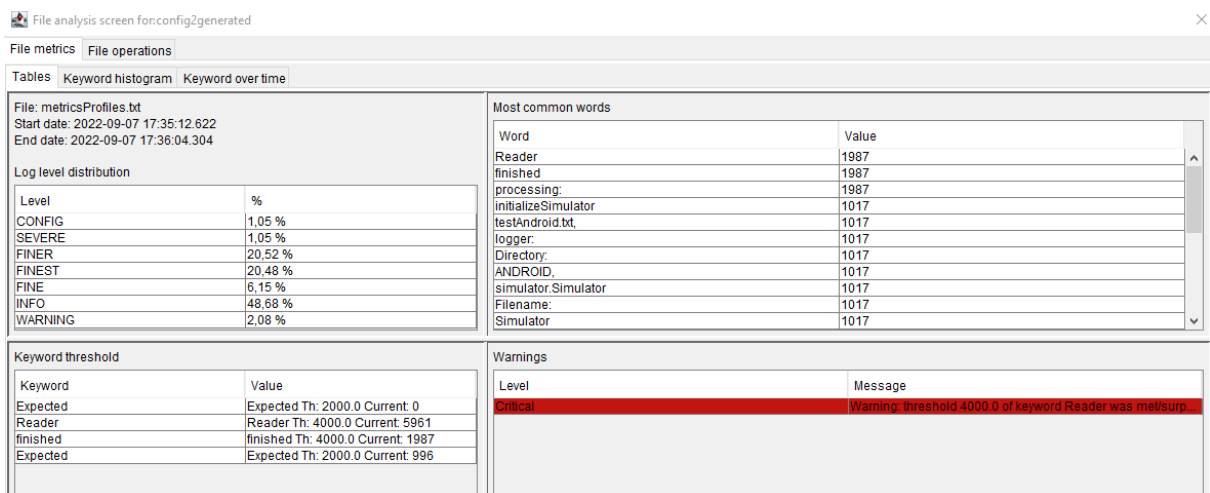 File analysis screen for:config2generated
File metrics File operations
Tables Keyword histogram Keyword over time
File: metricsProfiles.txt
Start date: 2022-09-07 17:35:12.622
End date: 2022-09-07 17:36:04.304
Log level distribution
Level %
CONFIG 1,05 %
SEVERE 1,05 %
FINER 20,52 %
FINEST 20,48 %
FINE 6,15 %
INFO 48,68 %
WARNING 2,08 %
Most common words
Word Value
Reader 1987
finished 1987
processing: 1987
initializeSimulator 1017
testAndroid.txt, 1017
logger: 1017
Directory: 1017
ANDROID, 1017
simulator.Simulator 1017
Filename: 1017
Simulator 1017
Keyword threshold
Keyword Value
Expected Expected Th: 2000.0 Current: 0
Reader Reader Th: 4000.0 Current: 5961
finished finished Th: 4000.0 Current: 1987
Expected Expected Th: 2000.0 Current: 996
Warnings
Level Message
Critical Warning: threshold 4000.0 of keyword Reader was met/surp...